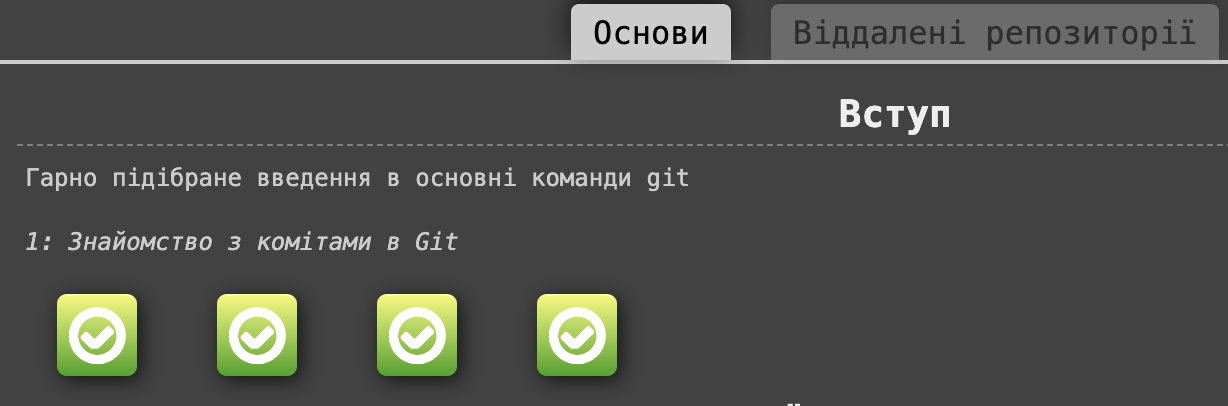 Основи
Віддалені репозиторії
Вступ
Гарно підібране введення в основні команди git
1: Знайомство з комітами в Git